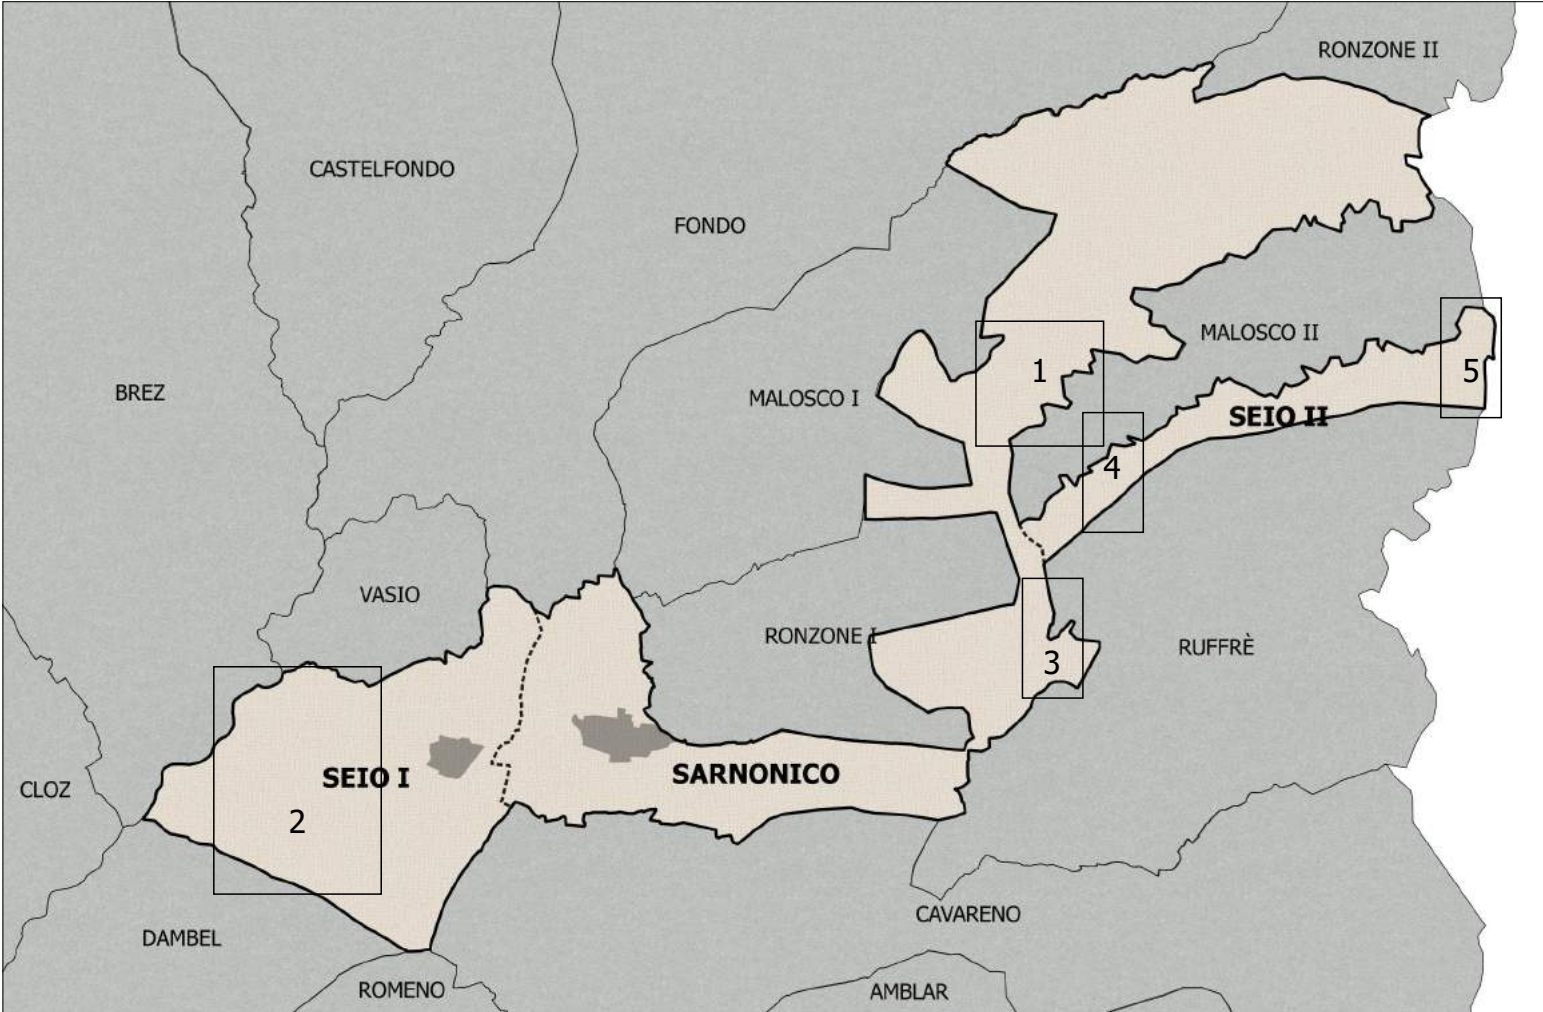 RONZONE II
CASTELFONDO
FONDO
MALOSCO II
1
5
BREZ
MALOSCO I
SEIO II
4
VASIO
RONZONE I
RUFFRÈ
3
SEIO I
SARNONICO
CLOZ
2
CAVARENO
DAMBEL
ROMENO
AMBLAR